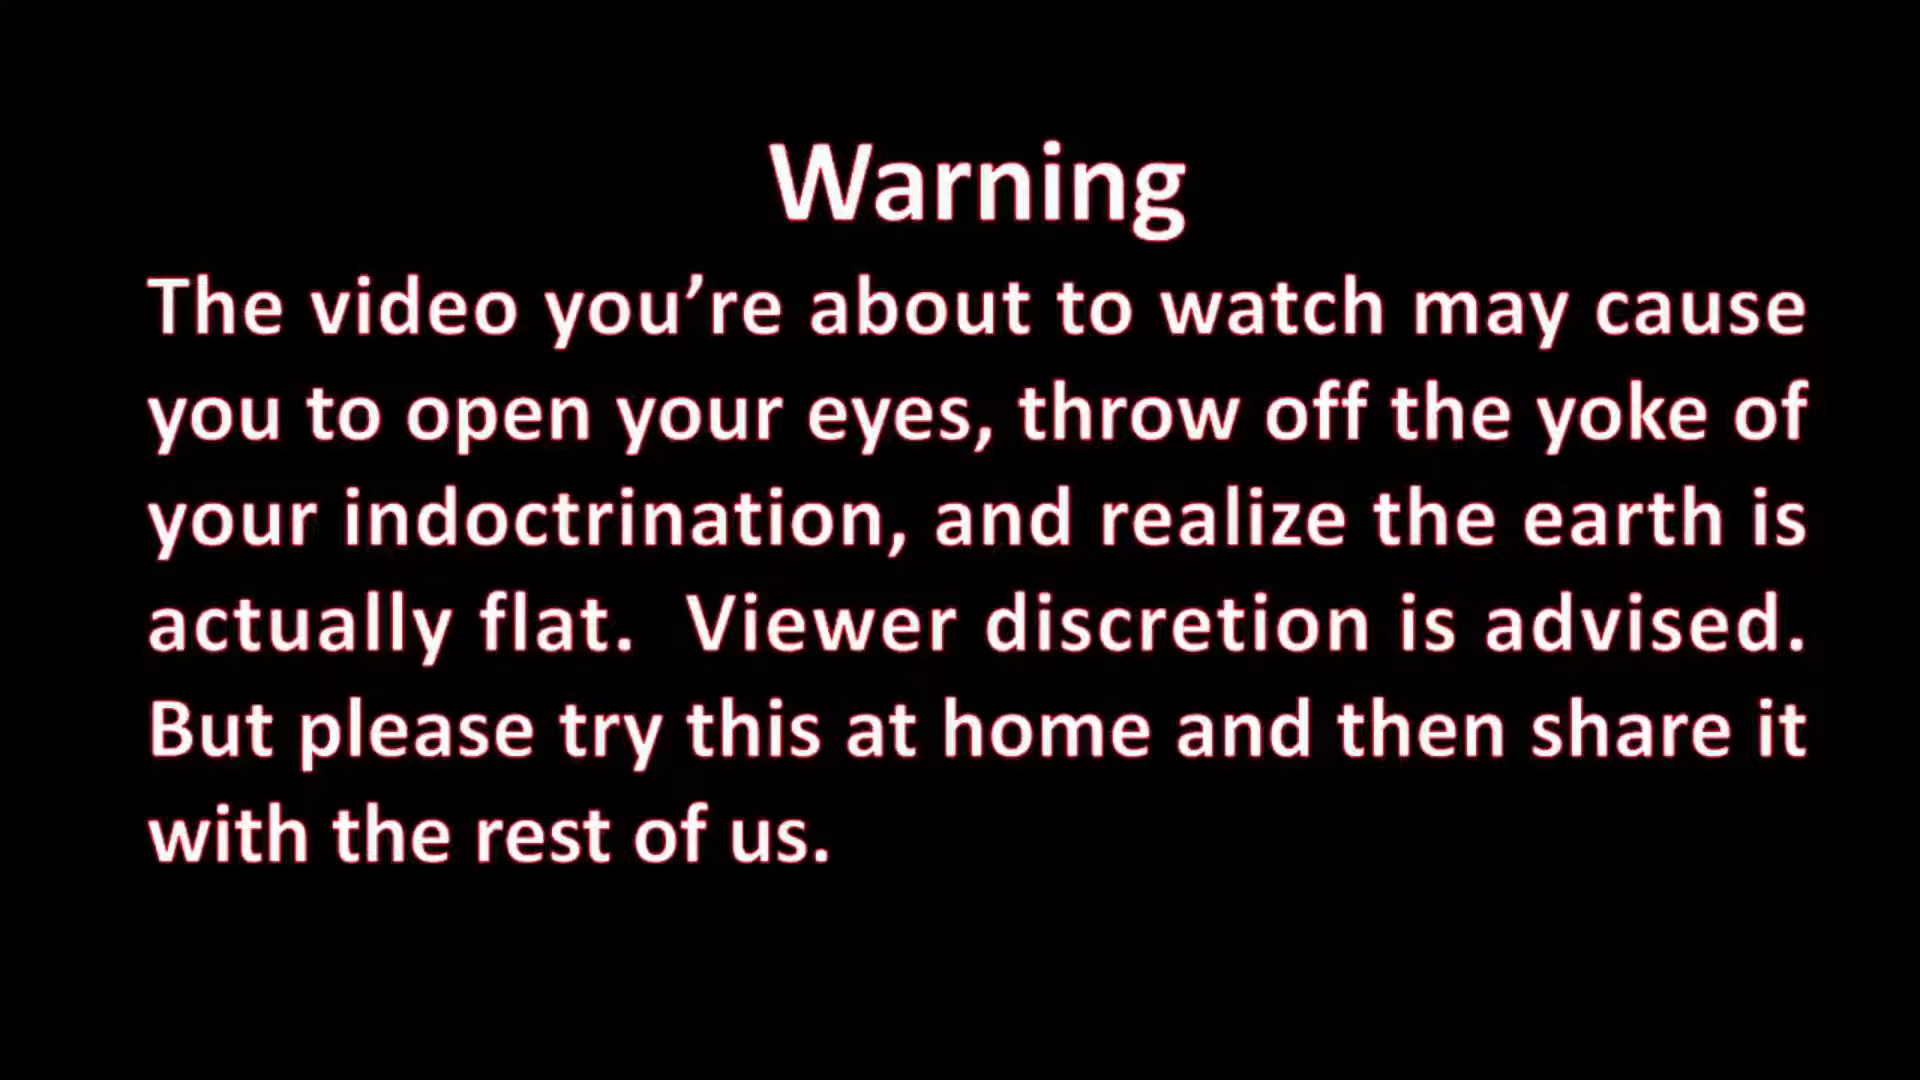 Warning
The video you’re about to watch may cause
you to open your eyes, throw off the yoke of
your indoctrination, and realize the earth is
actually flat.  Viewer discretion is advised.
But please try this at home and then share it
with the rest of us.